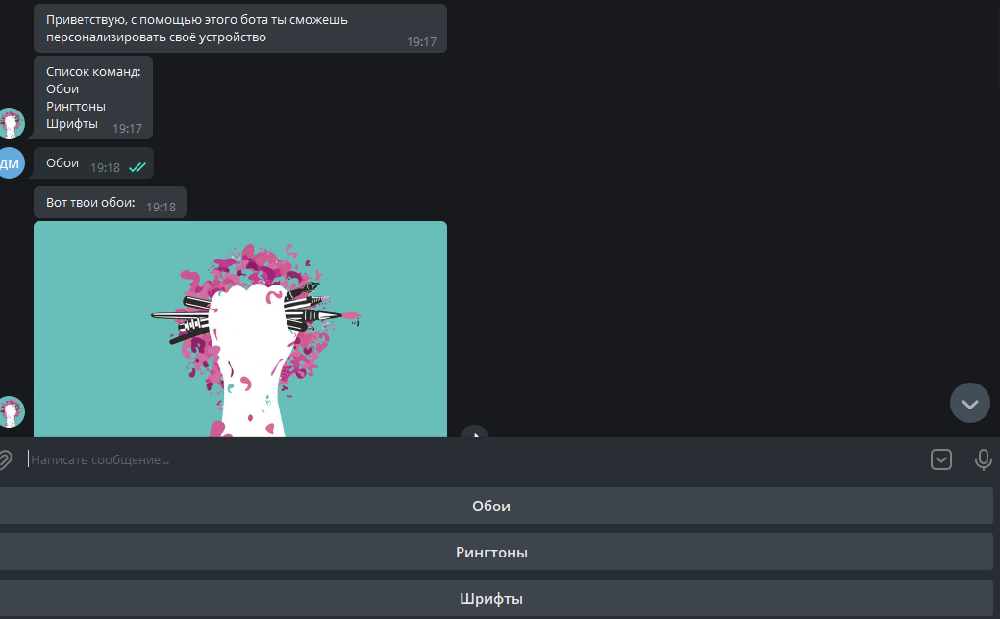 Приветствую, с помощью этого бота ты сможешь
персонализировать своё устройство
19:17
Список команд:
Обои
Рингтоны
Шрифты
19:17
ДМ
Обои
19:18
Вот твои обои:
19:18
Написать сообщение...
Обои
Рингтоны
Шрифты